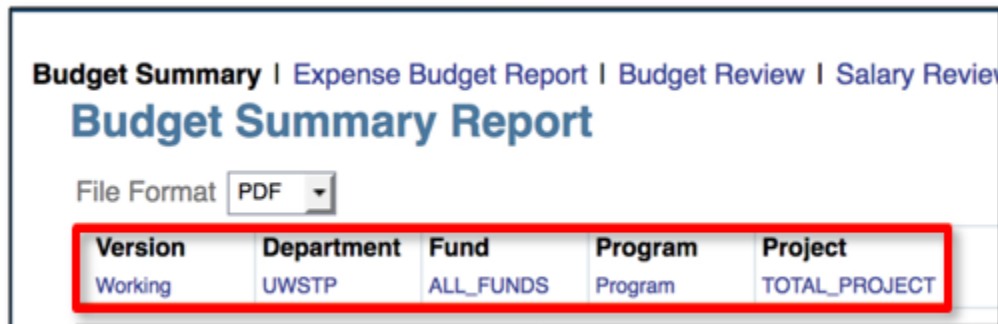 Budget Summary | Expense Budget Report | Budget Review | Salary Review
Budget Summary Report
File Format PDF
Version Department Fund Program Project
Working UWSTP ALL_FUNDS Program TOTAL_PROJECT